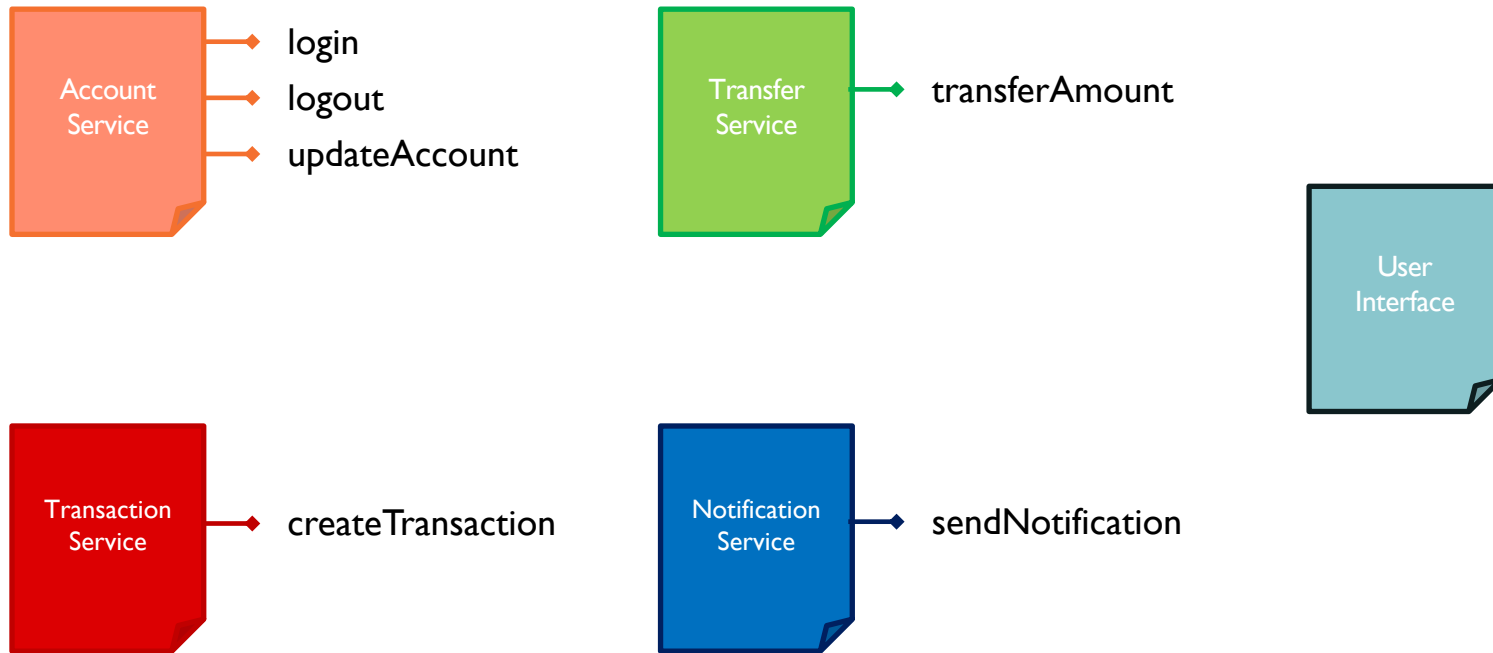 Account
Service
login
logout
updateAccount
Transfer
Service
transferAmount
User
Interface
Transaction
Service
createTransaction
Notification
Service
sendNotification